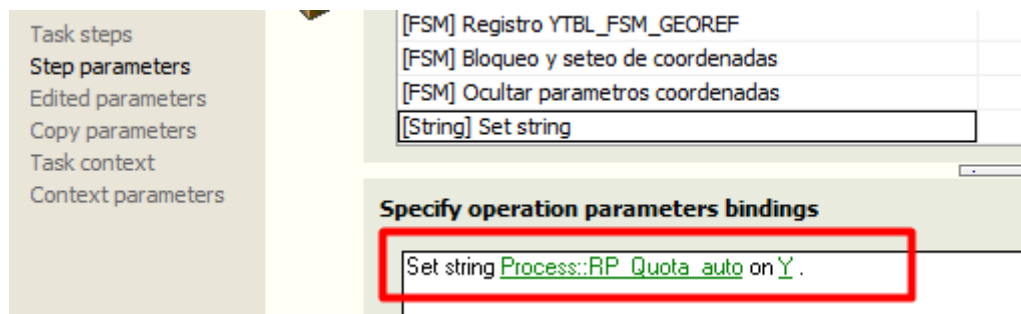 Task steps
Step parameters
Edited parameters
Copy parameters
Task context
Context parameters
[FSM] Registro YTBL_FSM_GEOREF
[FSM] Bloqueo y seteo de coordenadas
[FSM] Ocultar parametros coordenadas
[String] Set string
Specify operation parameters bindings
Set string Process::RP_Quota_auto on Y .